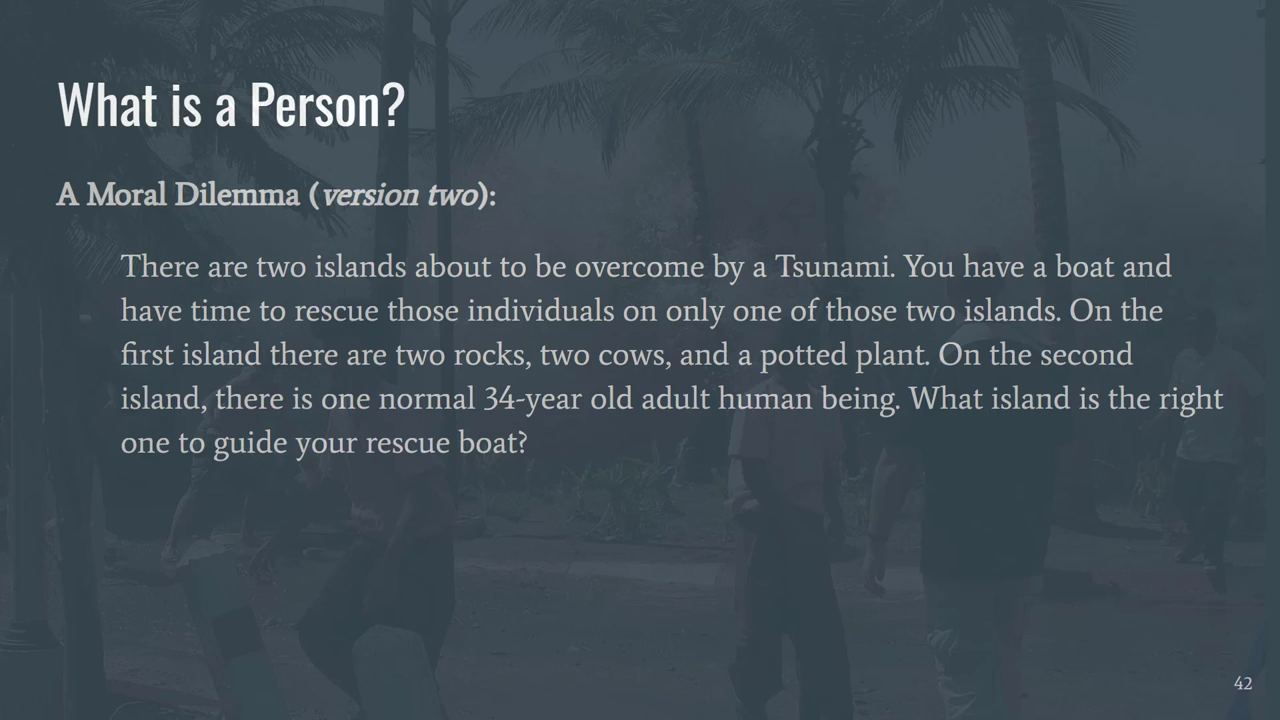 What is a Person?
A Moral Dilemma (version two):
There are two islands about to be overcome by a Tsunami. You have a boat and
have time to rescue those individuals on only one of those two islands. On the
first island there are two rocks, two cows, and a potted plant. On the second
island, there is one normal 34-year old adult human being. What island is the right
one to guide your rescue boat?
42